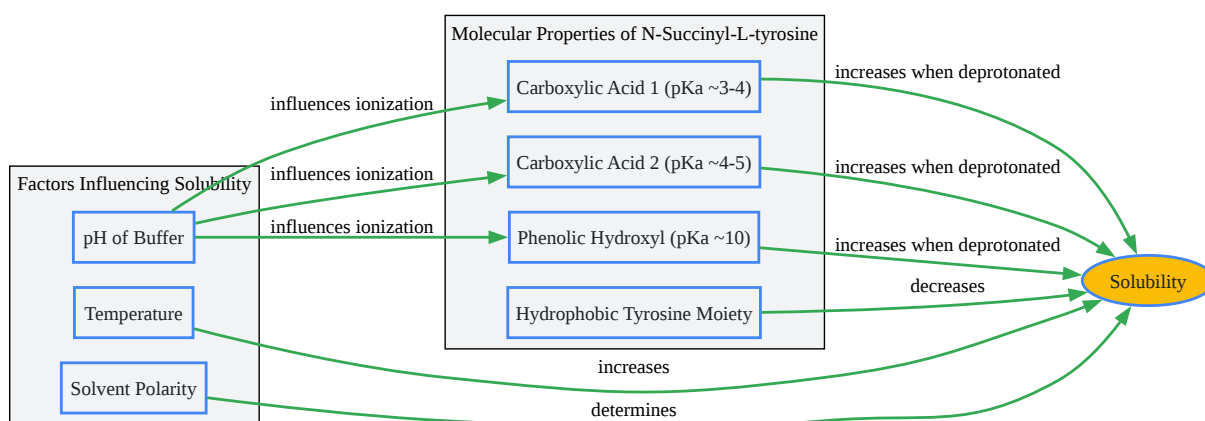 Molecular Properties of N-Succinyl-L-tyrosine
Carboxylic Acid 1 (pKa ~3-4)
increases when deprotonated
influences ionization
Carboxylic Acid 2 (pKa ~4-5)
increases when deprotonated
influences ionization
Factors Influencing Solubility
pH of Buffer
influences ionization
Phenolic Hydroxyl (pKa ~10)
increases when deprotonated
Solubility
decreases
Temperature
Hydrophobic Tyrosine Moiety
increases
Solvent Polarity
determines